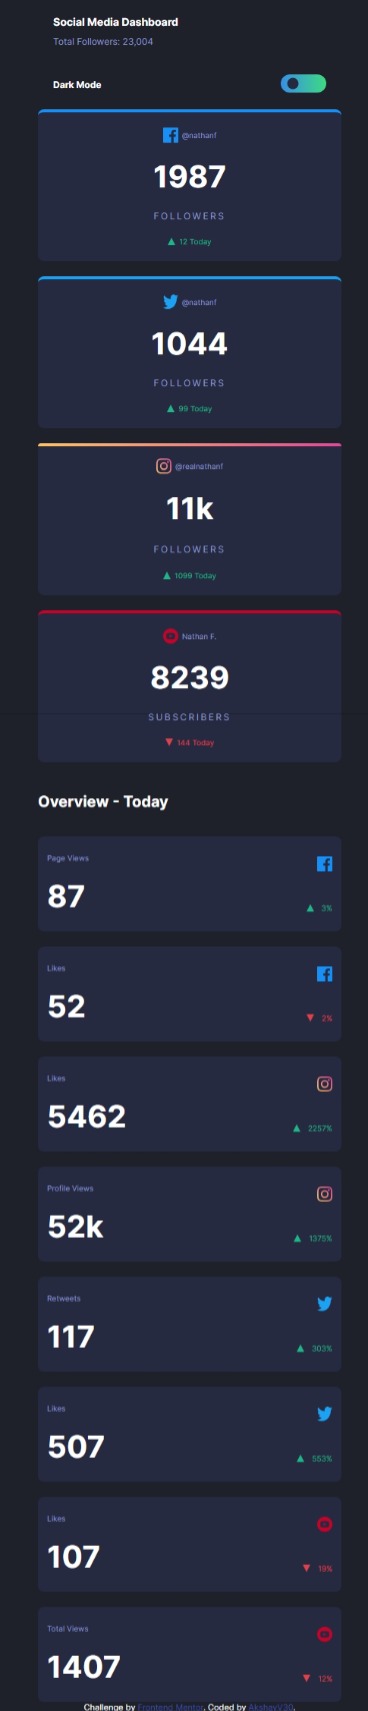 Social Media Dashboard
Total Followers: 23,004
Dark Mode
@nathanf
1987
FOLLOWERS
12 Today
@nathanf
1044
FOLLOWERS
99 Today
@realnathanf
11k
FOLLOWERS
1099 Today
Nathan F.
8239
SUBSCRIBERS
144 Today
Overview - Today
Page Views
87
3%
Likes
52
2%
Likes
5462
2257%
Profile Views
52k
1375%
Retweets
117
303%
Likes
507
553%
Likes
107
19%
Total Views
1407
12%
Challenge by Frontend Mentor. Coded by AkshayV30.